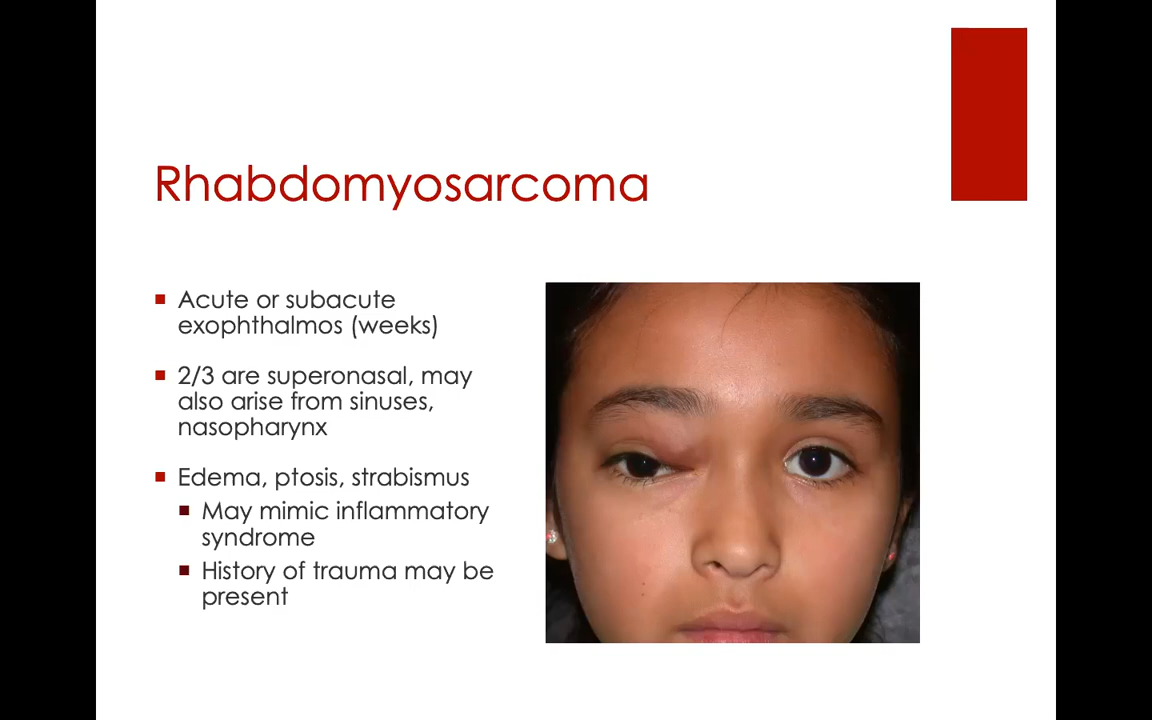 Rhabdomyosarcoma
Acute or subacute
exophthalmos (weeks)
2/3 are superonasal, may
also arise from sinuses,
nasopharynx
Edema, ptosis, strabismus
May mimic inflammatory
syndrome
History of trauma may be
present